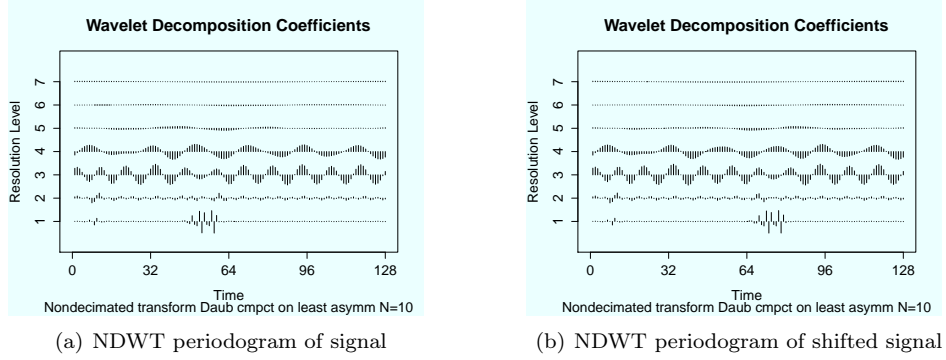 Wavelet Decomposition Coefficients
Resolution Level
7
6
5
4
3
2
1
0 32 64 96 128
Time
Nondecimated transform Daub cmpct on least asymm N=10
(a) NDWT periodogram of signal
Wavelet Decomposition Coefficients
Resolution Level
7
6
5
4
3
2
1
0 32 64 96 128
Time
Nondecimated transform Daub cmpct on least asymm N=10
(b) NDWT periodogram of shifted signal